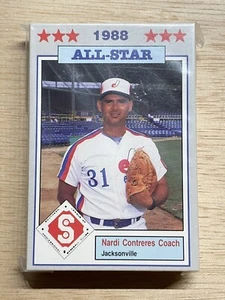 1988
ALL-STAR
31
S
Nardi Contreres Coach
Jacksonville